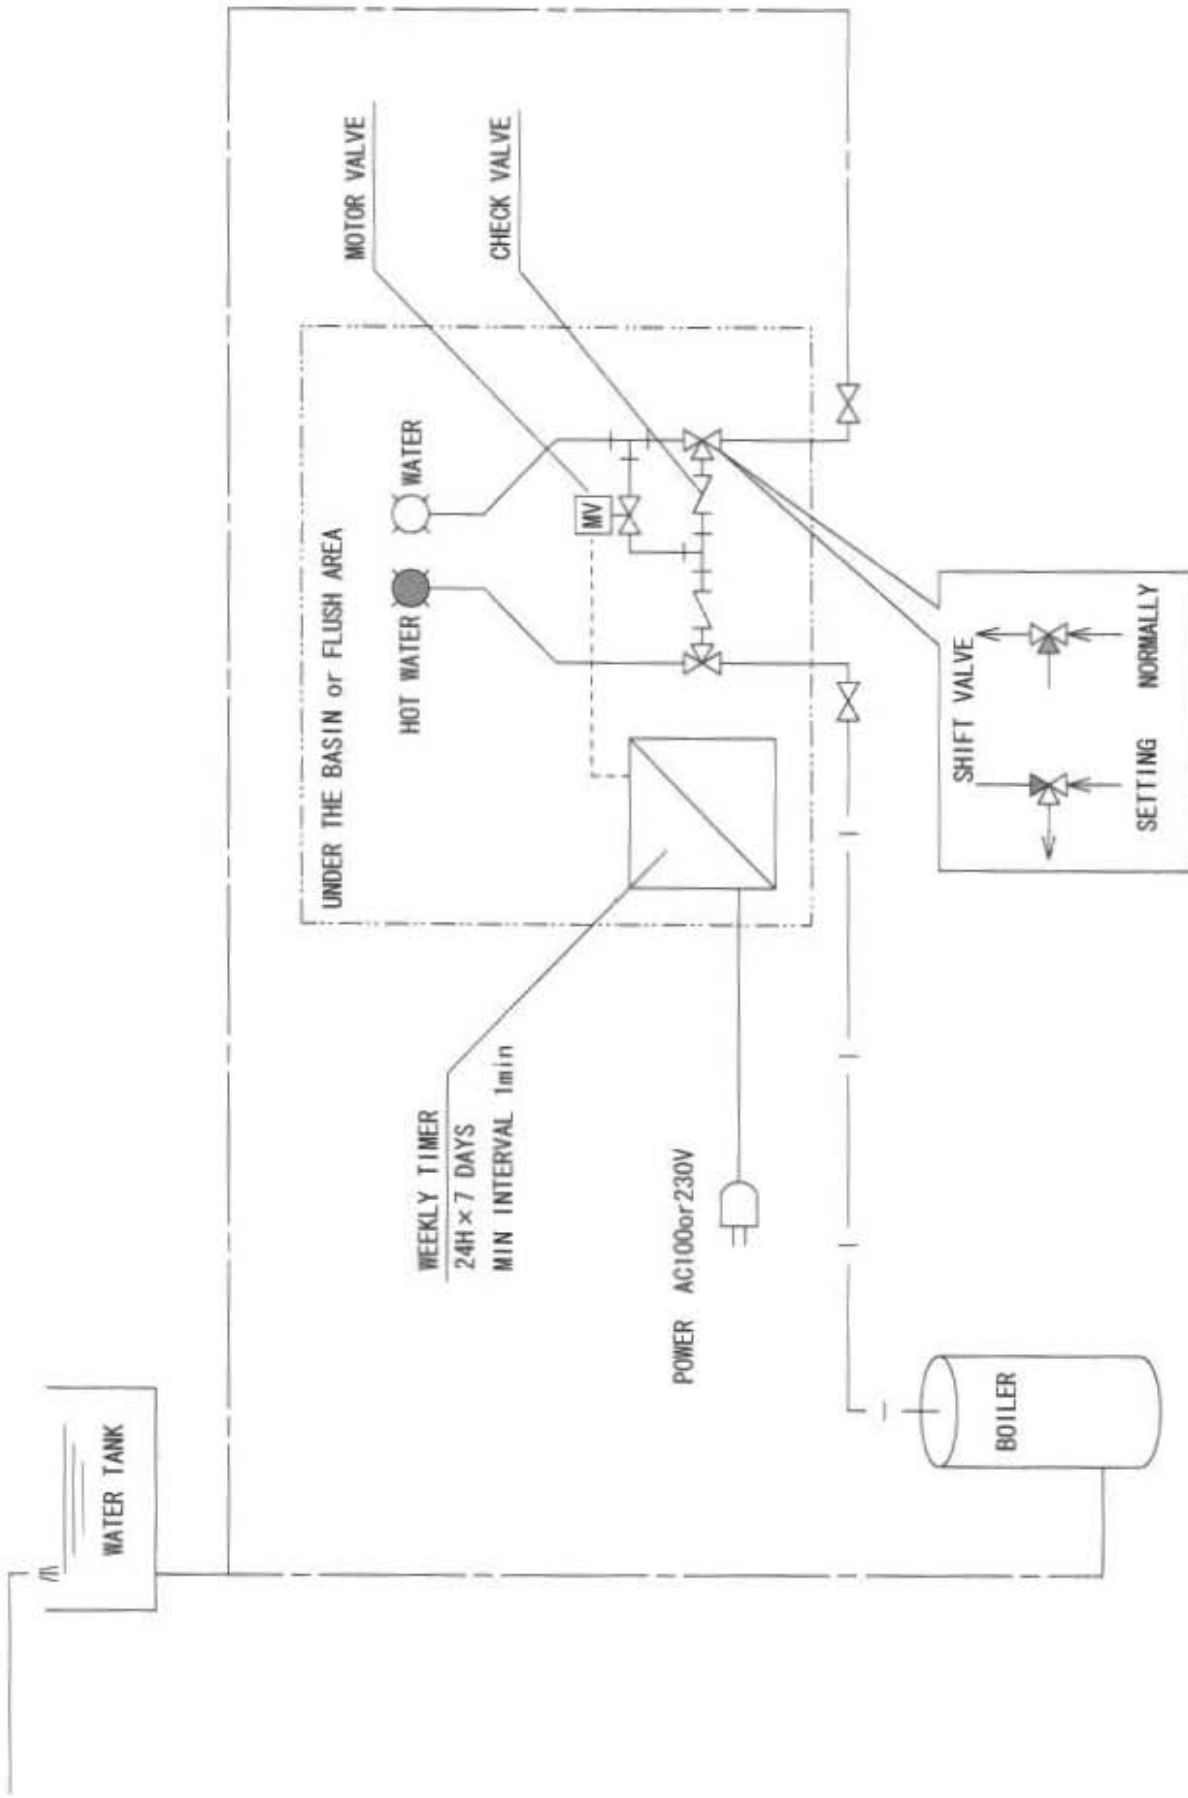 WATER TANK
WEEKLY TIMER
24H×7 DAYS
MIN INTERVAL 1min
POWER AC100or230V
BOILER
UNDER THE BASIN or FLUSH AREA
HOT WATER
WATER
MV
MOTOR VALVE
CHECK VALVE
SHIFT VALVE
SETTING NORMALLY